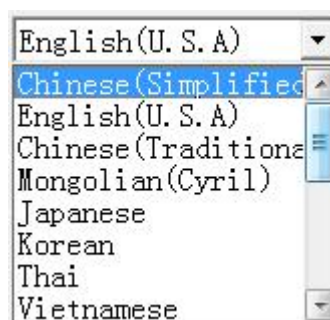 English(U.S.A)
Chinese(Simplified
English(U.S.A)
Chinese(Traditiona
Mongolian(Cyril)
Japanese
Korean
Thai
Vietnamese